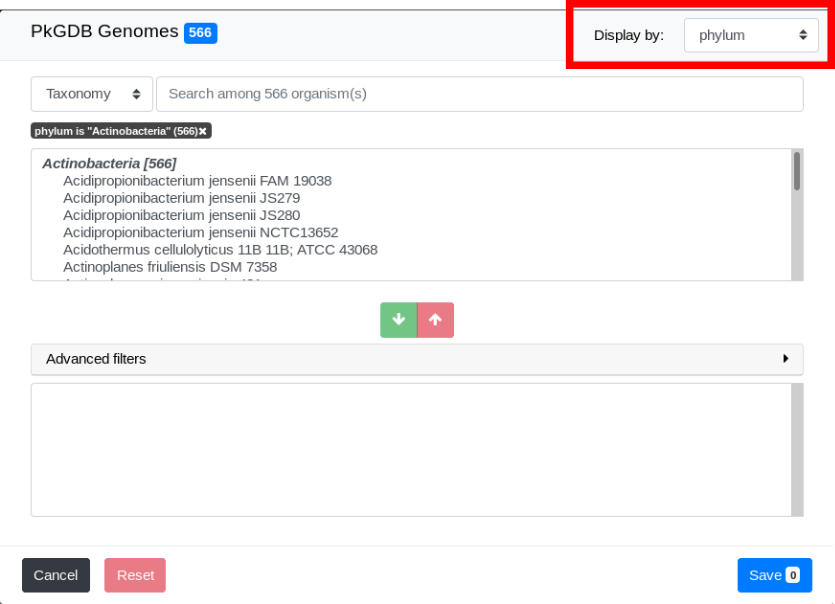 PkGDB Genomes 566
Display by: phylum
Taxonomy Search among 566 organism(s)
phylum is "Actinobacteria" (566)×
Actinobacteria [566]
Acidipropionibacterium jensenii FAM 19038
Acidipropionibacterium jensenii JS279
Acidipropionibacterium jensenii JS280
Acidipropionibacterium jensenii NCTC13652
Acidothermus cellulolyticus 11B 11B; ATCC 43068
Actinoplanes friuliensis DSM 7358
Advanced filters
Cancel Reset Save 0